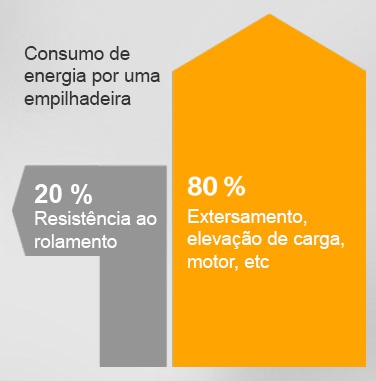 Consumo de
energia por uma
empilhadeira
20 %
Resistência ao
rolamento
80 %
Extersamento,
elevação de carga,
motor, etc